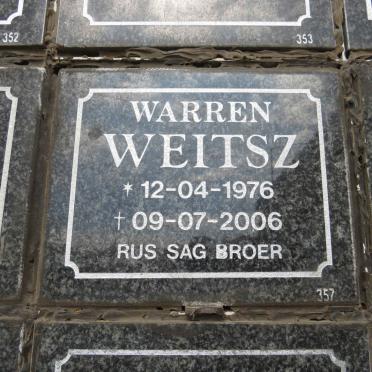 352
353
WARREN
WEITSZ
* 12-04-1976
† 09-07-2006
RUS SAG BROER
357